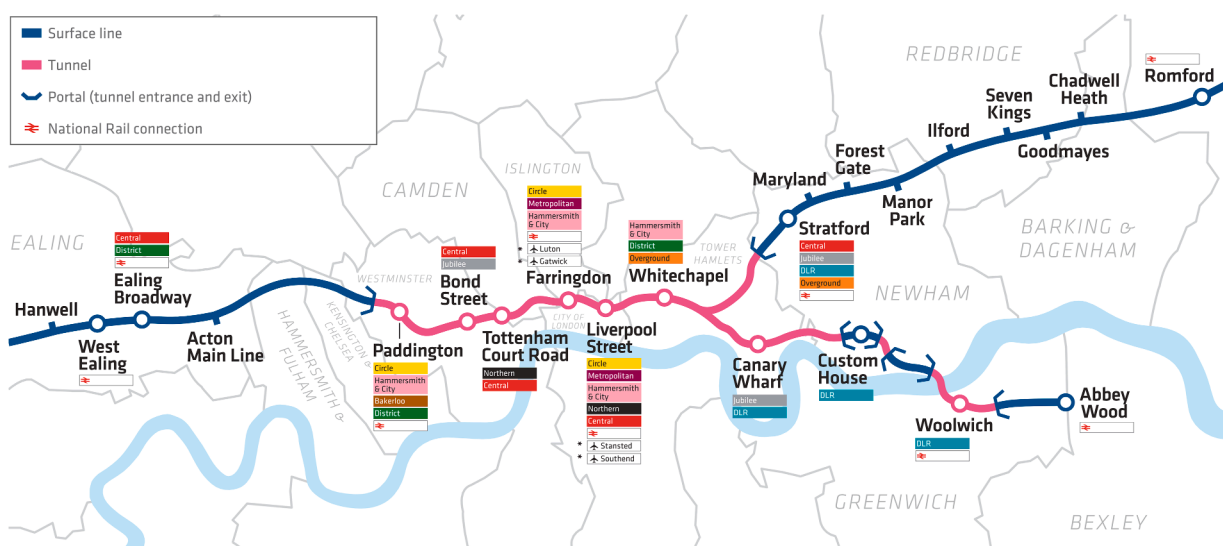 Surface line
Tunnel
Portal (tunnel entrance and exit)
National Rail connection
REDBRIDGE
Romford
Chadwell
Heath
Seven
Kings
Goodmayes
Ilford
Forest
Gate
Manor
Park
Maryland
Stratford
Central
Jubilee
DLR
Overground
BARKING &
DAGENHAM
NEWHAM
TOWER
HAMLETS
ISLINGTON
CAMDEN
Circle
Metropolitan
Hammersmith
& City
* Luton
* Gatwick
Farringdon
Hammersmith
& City
District
Overground
Whitechapel
EALING
Central
District
Ealing
Broadway
Hanwell
West
Ealing
Acton
Main Line
HAMMERSMITH &
FULHAM
KENSINGTON &
CHELSEA
WESTMINSTER
Paddington
Circle
Hammersmith
& City
Bakerloo
District
Central
Jubilee
Bond
Street
Tottenham
Court Road
Northern
Central
CITY OF
LONDON
Liverpool
Street
Circle
Metropolitan
Hammersmith
& City
Northern
Central
* Stansted
* Southend
Canary
Wharf
Jubilee
DLR
Custom
House
DLR
Woolwich
DLR
Abbey
Wood
GREENWICH
BEXLEY